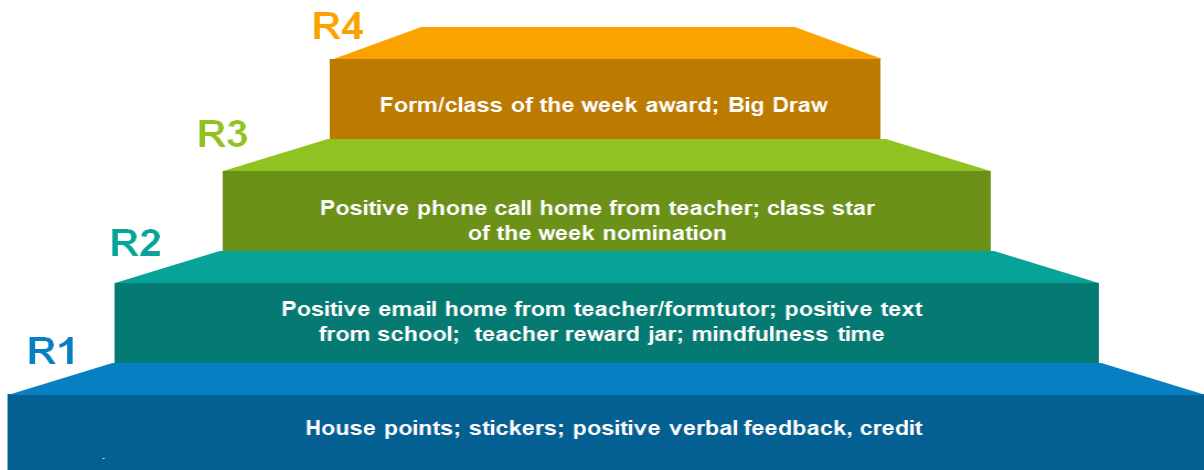 R4
Form/class of the week award; Big Draw
R3
Positive phone call home from teacher; class star
of the week nomination
R2
Positive email home from teacher/formtutor; positive text
from school;  teacher reward jar; mindfulness time
R1
House points; stickers; positive verbal feedback, credit